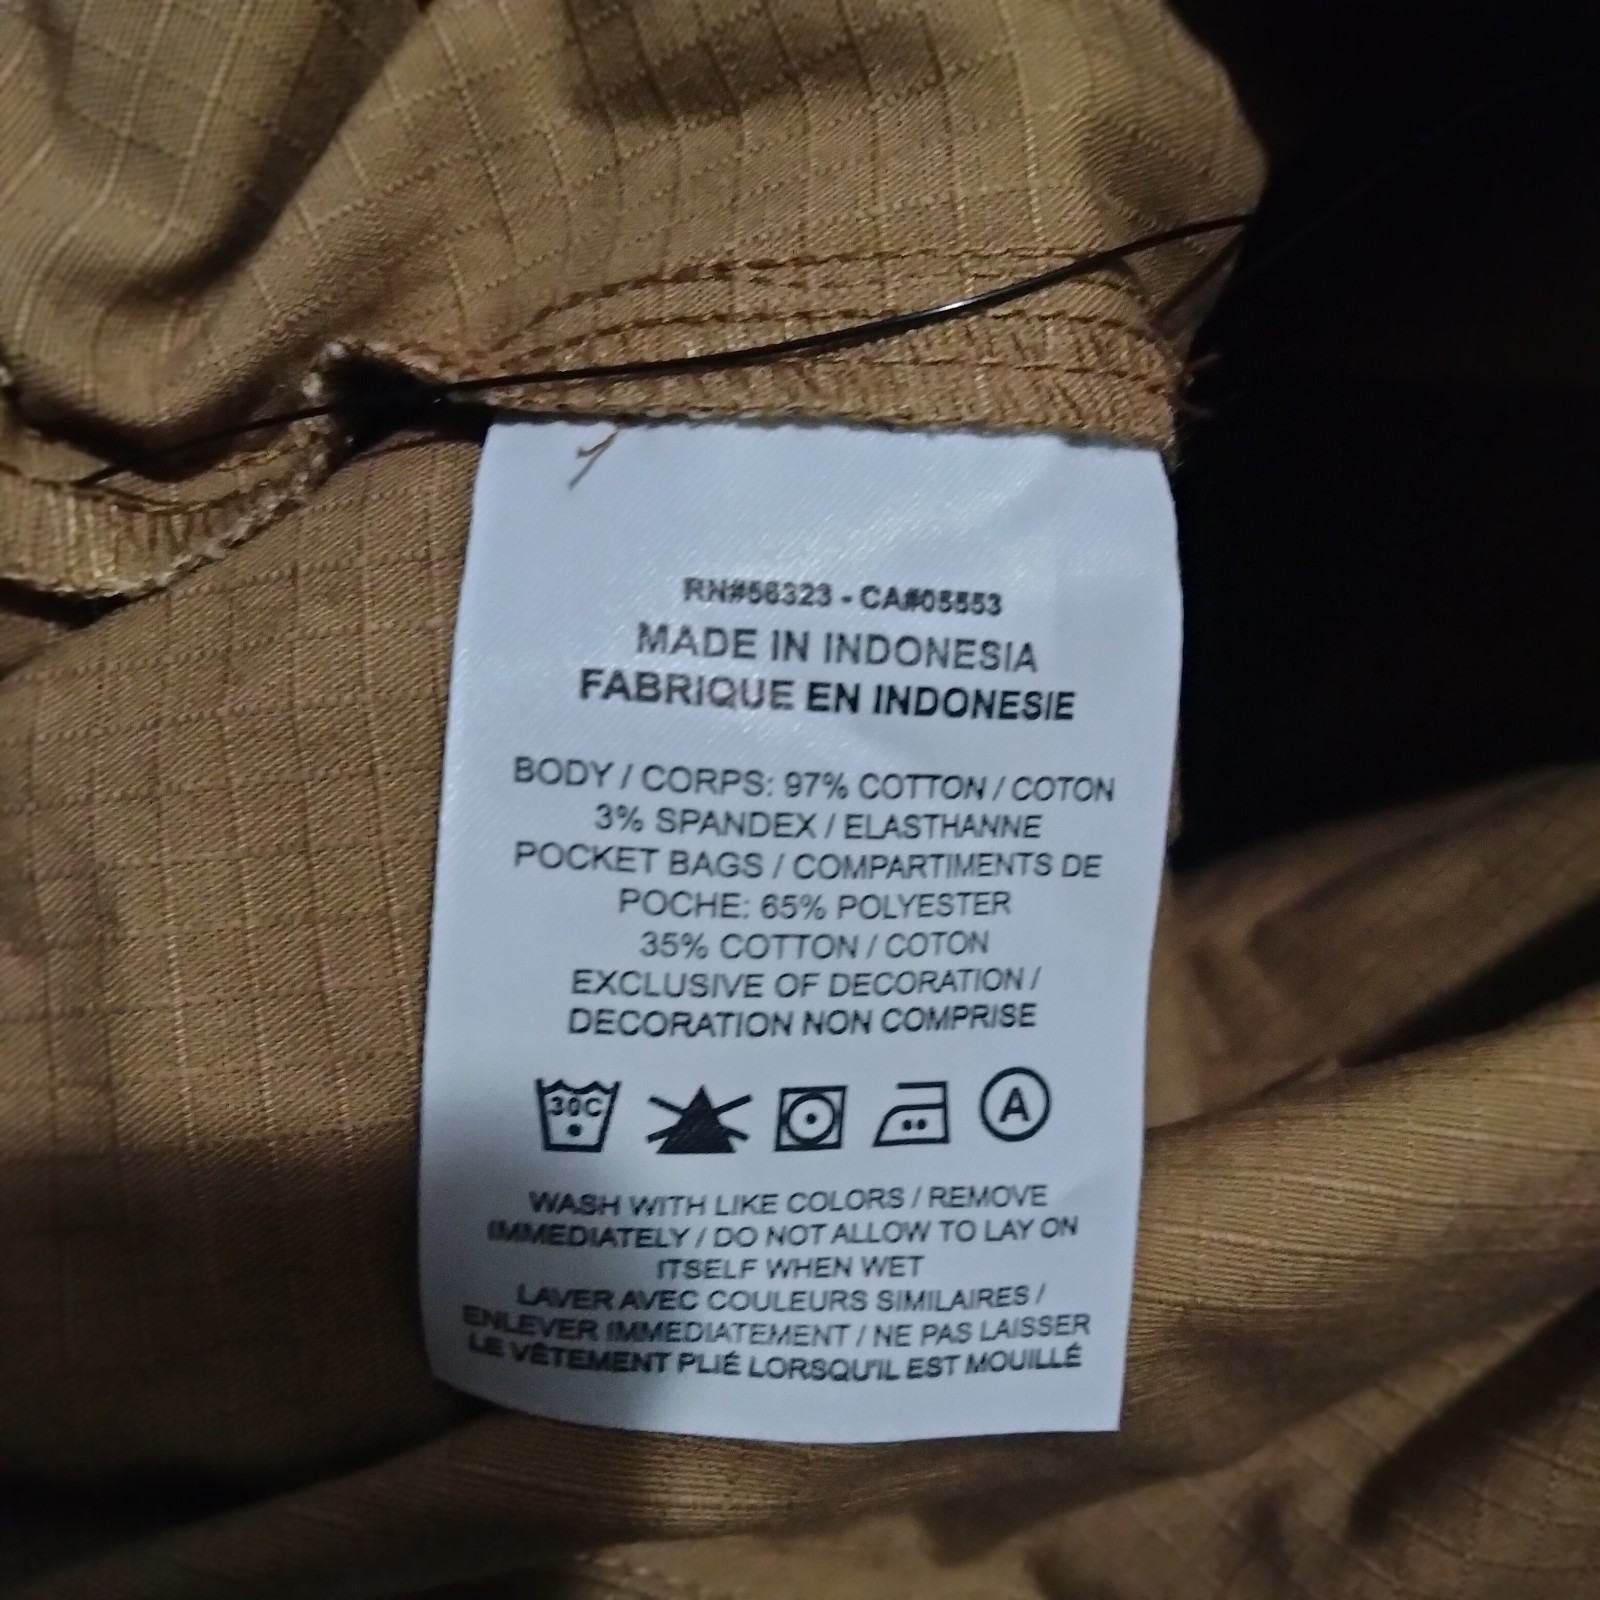 RN#56323 - CA#05553
MADE IN INDONESIA
FABRIQUE EN INDONESIE
BODY / CORPS: 97% COTTON / COTON
3% SPANDEX / ELASTHANNE
POCKET BAGS / COMPARTIMENTS DE
POCHE: 65% POLYESTER
35% COTTON / COTON
EXCLUSIVE OF DECORATION /
DECORATION NON COMPRISE
30C A
WASH WITH LIKE COLORS / REMOVE
IMMEDIATELY / DO NOT ALLOW TO LAY ON
ITSELF WHEN WET
LAVER AVEC COULEURS SIMILAIRES /
ENLEVER IMMEDIATEMENT / NE PAS LAISSER
LE VÊTEMENT PLIÉ LORSQU'IL EST MOUILLÉ